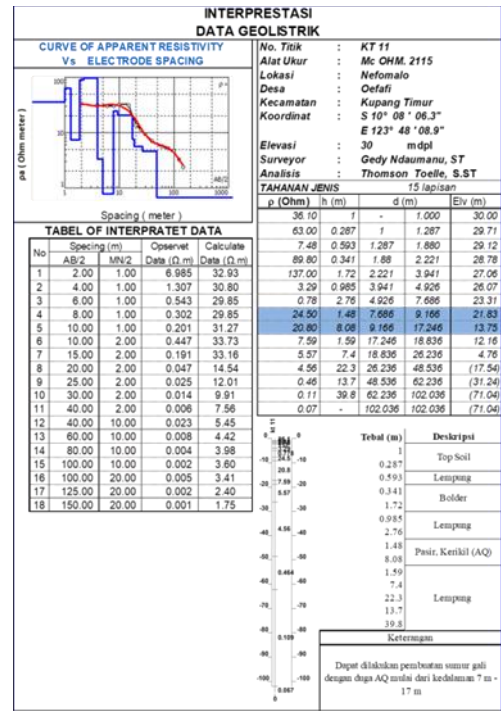 INTERPRESTASI
DATA GEOLISTRIK
CURVE OF APPARENT RESISTIVITY
Vs ELECTRODE SPACING
ρa ( Ohm meter )
100
10
1
1 10 100 1000
AB/2
Spacing ( meter )
No. Titik : KT 11
Alat Ukur : Mc OHM. 2115
Lokasi : Nefomalo
Desa : Oefafi
Kecamatan : Kupang Timur
Koordinat : S 10° 08 ' 06.3"
E 123° 48 '08.9"
Elevasi : 30 mdpl
Surveyor : Gedy Ndaumanu, ST
Analisis : Thomson Toelle, S.ST
TAHANAN JENIS 15 lapisan
ρ (Ohm) h (m) d (m) Elv (m)
36.10 1 - 1.000 30.00
63.00 0.287 1 1.287 29.71
7.48 0.593 1.287 1.880 29.12
89.80 0.341 1.88 2.221 28.78
137.00 1.72 2.221 3.941 27.06
3.29 0.985 3.941 4.926 26.07
0.78 2.76 4.926 7.686 23.31
24.50 1.48 7.686 9.166 21.83
20.80 8.08 9.166 17.246 13.75
7.59 1.59 17.246 18.836 12.16
5.57 7.4 18.836 26.236 4.76
4.56 22.3 26.236 48.536 (17.54)
0.46 13.7 48.536 62.236 (31.24)
0.11 39.8 62.236 102.036 (71.04)
0.07 - 102.036 102.036 (71.04)
TABEL OF INTERPRATET DATA
No Specing (m) Opservet Calculate
AB/2 MN/2 Data (Ω.m) Data (Ω.m)
1 2.00 1.00 6.985 32.93
2 4.00 1.00 1.307 30.80
3 6.00 1.00 0.543 29.85
4 8.00 1.00 0.302 29.85
5 10.00 1.00 0.201 31.27
6 10.00 2.00 0.447 33.73
7 15.00 2.00 0.191 33.16
8 20.00 2.00 0.047 14.54
9 25.00 2.00 0.025 12.01
10 30.00 2.00 0.014 9.91
11 40.00 2.00 0.006 7.56
12 40.00 10.00 0.023 5.45
13 60.00 10.00 0.008 4.42
14 80.00 10.00 0.004 3.98
15 100.00 10.00 0.002 3.60
16 100.00 20.00 0.005 3.41
17 125.00 20.00 0.002 2.40
18 150.00 20.00 0.001 1.75
Tebal (m) Deskripsi
1
0.287
Top Soil
0.593 Lempung
0.341
1.72
Bolder
0.985
2.76
Lempung
1.48
8.08
Pasir, Kerikil (AQ)
1.59
7.4
22.3
13.7
39.8
Lempung
Keterangan
Dapat dilakukan pembuatan sumur gali
dengan duga AQ mulai dari kedalaman 7 m -
17 m